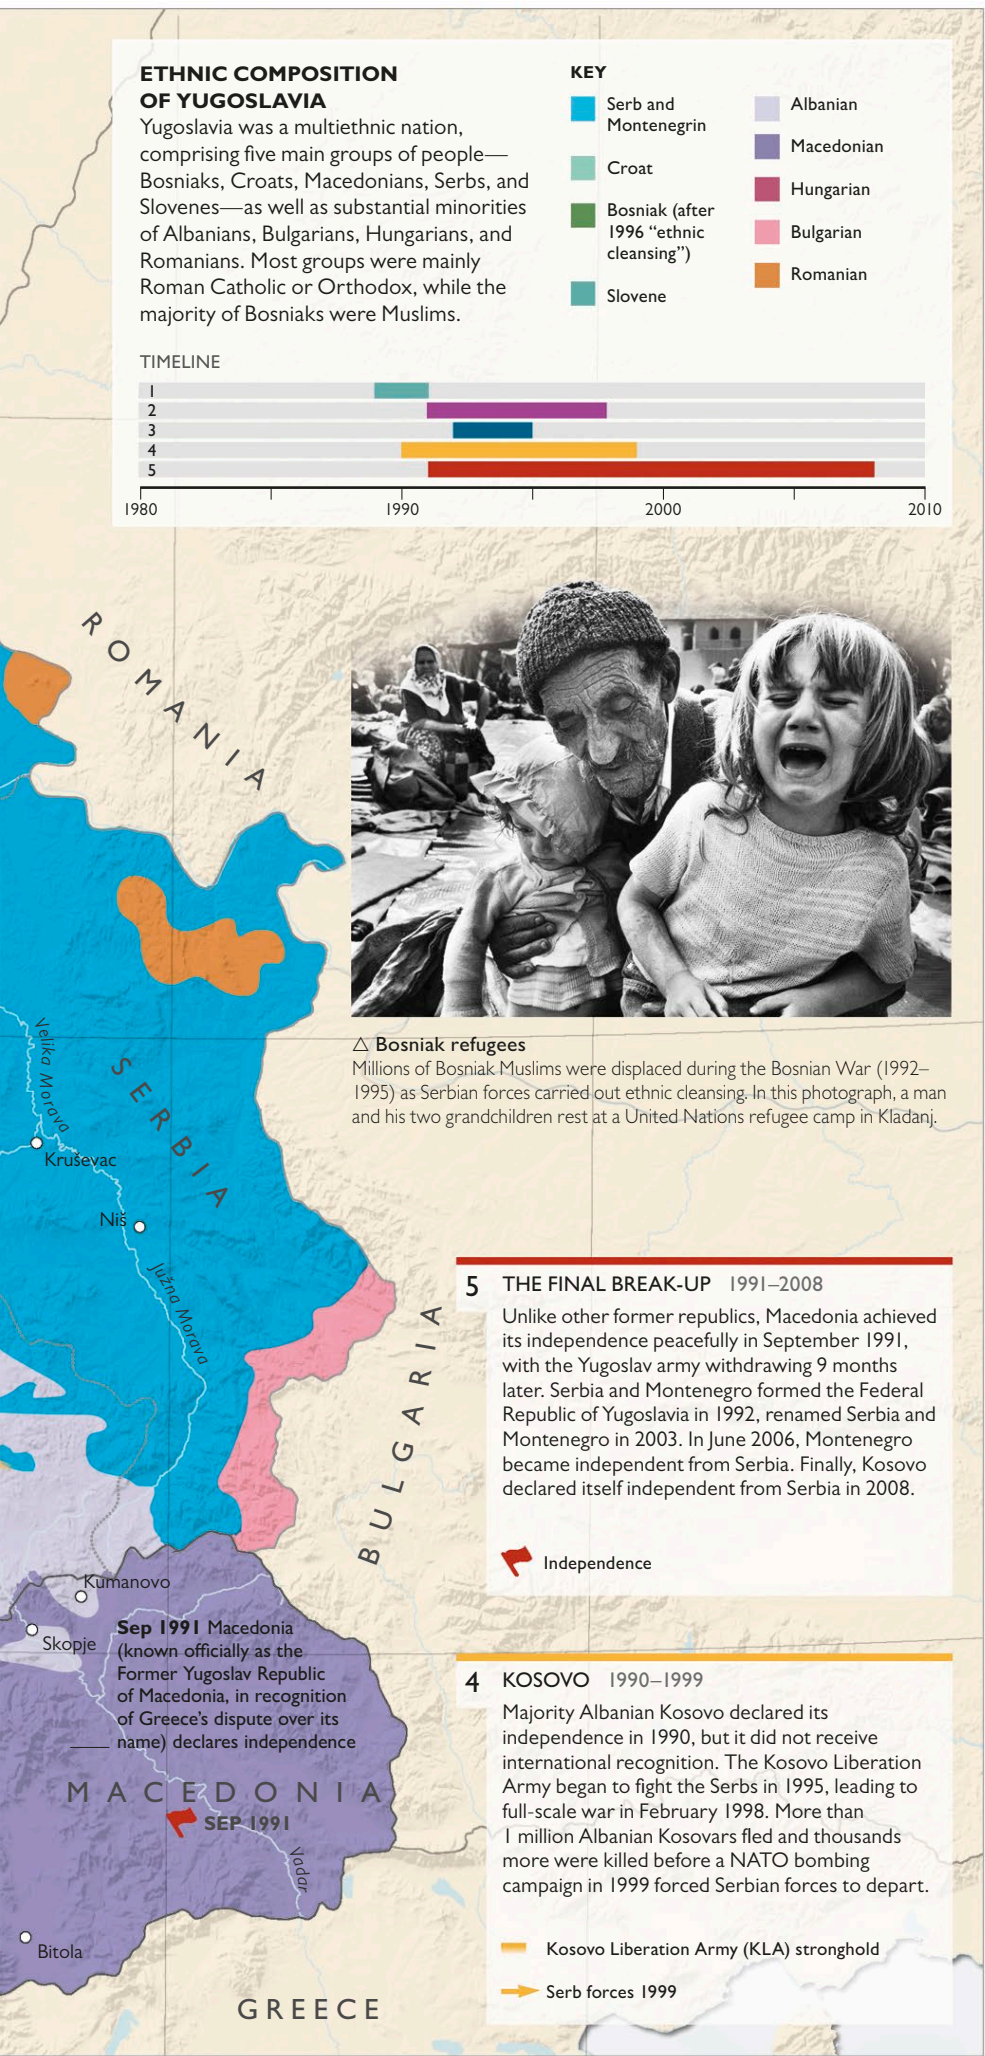 ETHNIC COMPOSITION
OF YUGOSLAVIA
Yugoslavia was a multiethnic nation,
comprising five main groups of people—
Bosniaks, Croats, Macedonians, Serbs, and
Slovenes—as well as substantial minorities
of Albanians, Bulgarians, Hungarians, and
Romanians. Most groups were mainly
Roman Catholic or Orthodox, while the
majority of Bosniaks were Muslims.
KEY
Serb and
Montenegrin
Croat
Bosniak (after
1996 “ethnic
cleansing”)
Slovene
Albanian
Macedonian
Hungarian
Bulgarian
Romanian
TIMELINE
1
2
3
4
5
1980
1990
2000
2010
ROMANIA
△ Bosniak refugees
Millions of Bosniak Muslims were displaced during the Bosnian War (1992–
1995) as Serbian forces carried out ethnic cleansing. In this photograph, a man
and his two grandchildren rest at a United Nations refugee camp in Kladanj.
Velika Morava
SERBIA
Kruševac
Niš
Južna Morava
BULGARIA
5 THE FINAL BREAK-UP 1991–2008
Unlike other former republics, Macedonia achieved
its independence peacefully in September 1991,
with the Yugoslav army withdrawing 9 months
later. Serbia and Montenegro formed the Federal
Republic of Yugoslavia in 1992, renamed Serbia and
Montenegro in 2003. In June 2006, Montenegro
became independent from Serbia. Finally, Kosovo
declared itself independent from Serbia in 2008.
Independence
Kumanovo
Skopje
Sep 1991 Macedonia
(known officially as the
Former Yugoslav Republic
of Macedonia, in recognition
of Greece’s dispute over its
name) declares independence
MACEDONIA
SEP 1991
Vadar
Bitola
GREECE
4 KOSOVO 1990–1999
Majority Albanian Kosovo declared its
independence in 1990, but it did not receive
international recognition. The Kosovo Liberation
Army began to fight the Serbs in 1995, leading to
full-scale war in February 1998. More than
1 million Albanian Kosovars fled and thousands
more were killed before a NATO bombing
campaign in 1999 forced Serbian forces to depart.
Kosovo Liberation Army (KLA) stronghold
Serb forces 1999